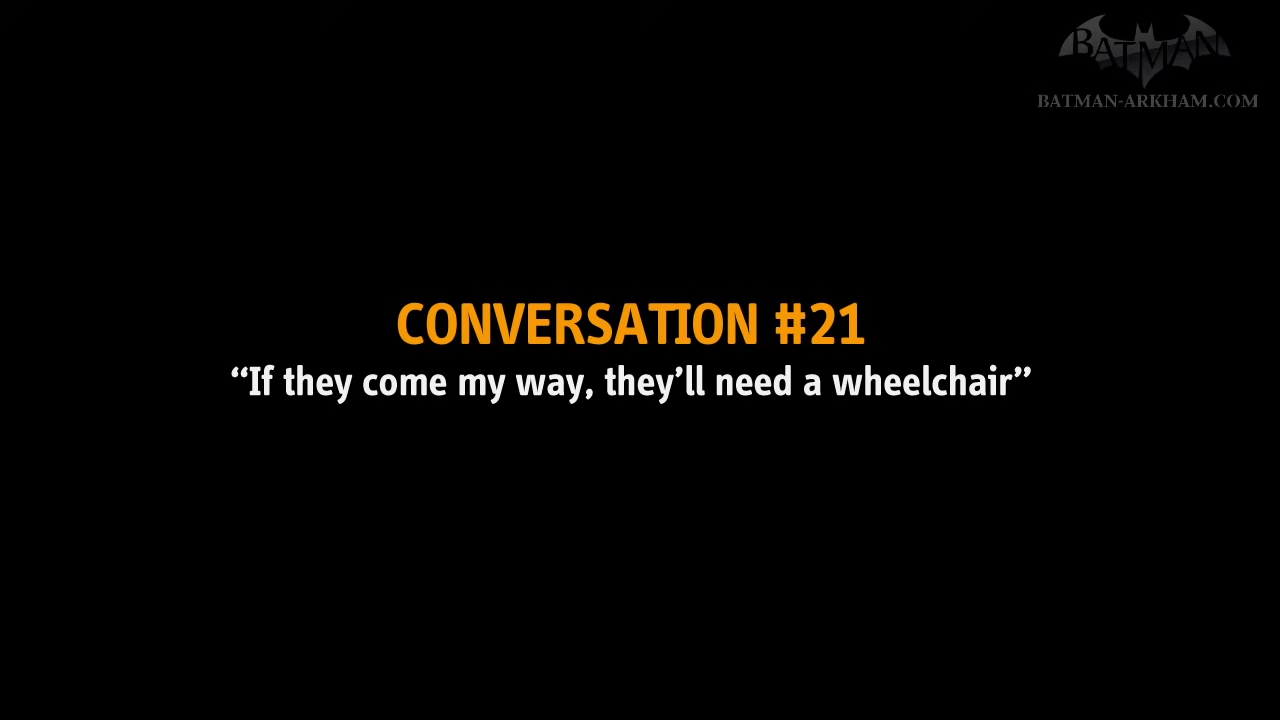 BATMAN
BATMAN-ARKHAM.COM
CONVERSATION #21
“If they come my way, they’ll need a wheelchair”